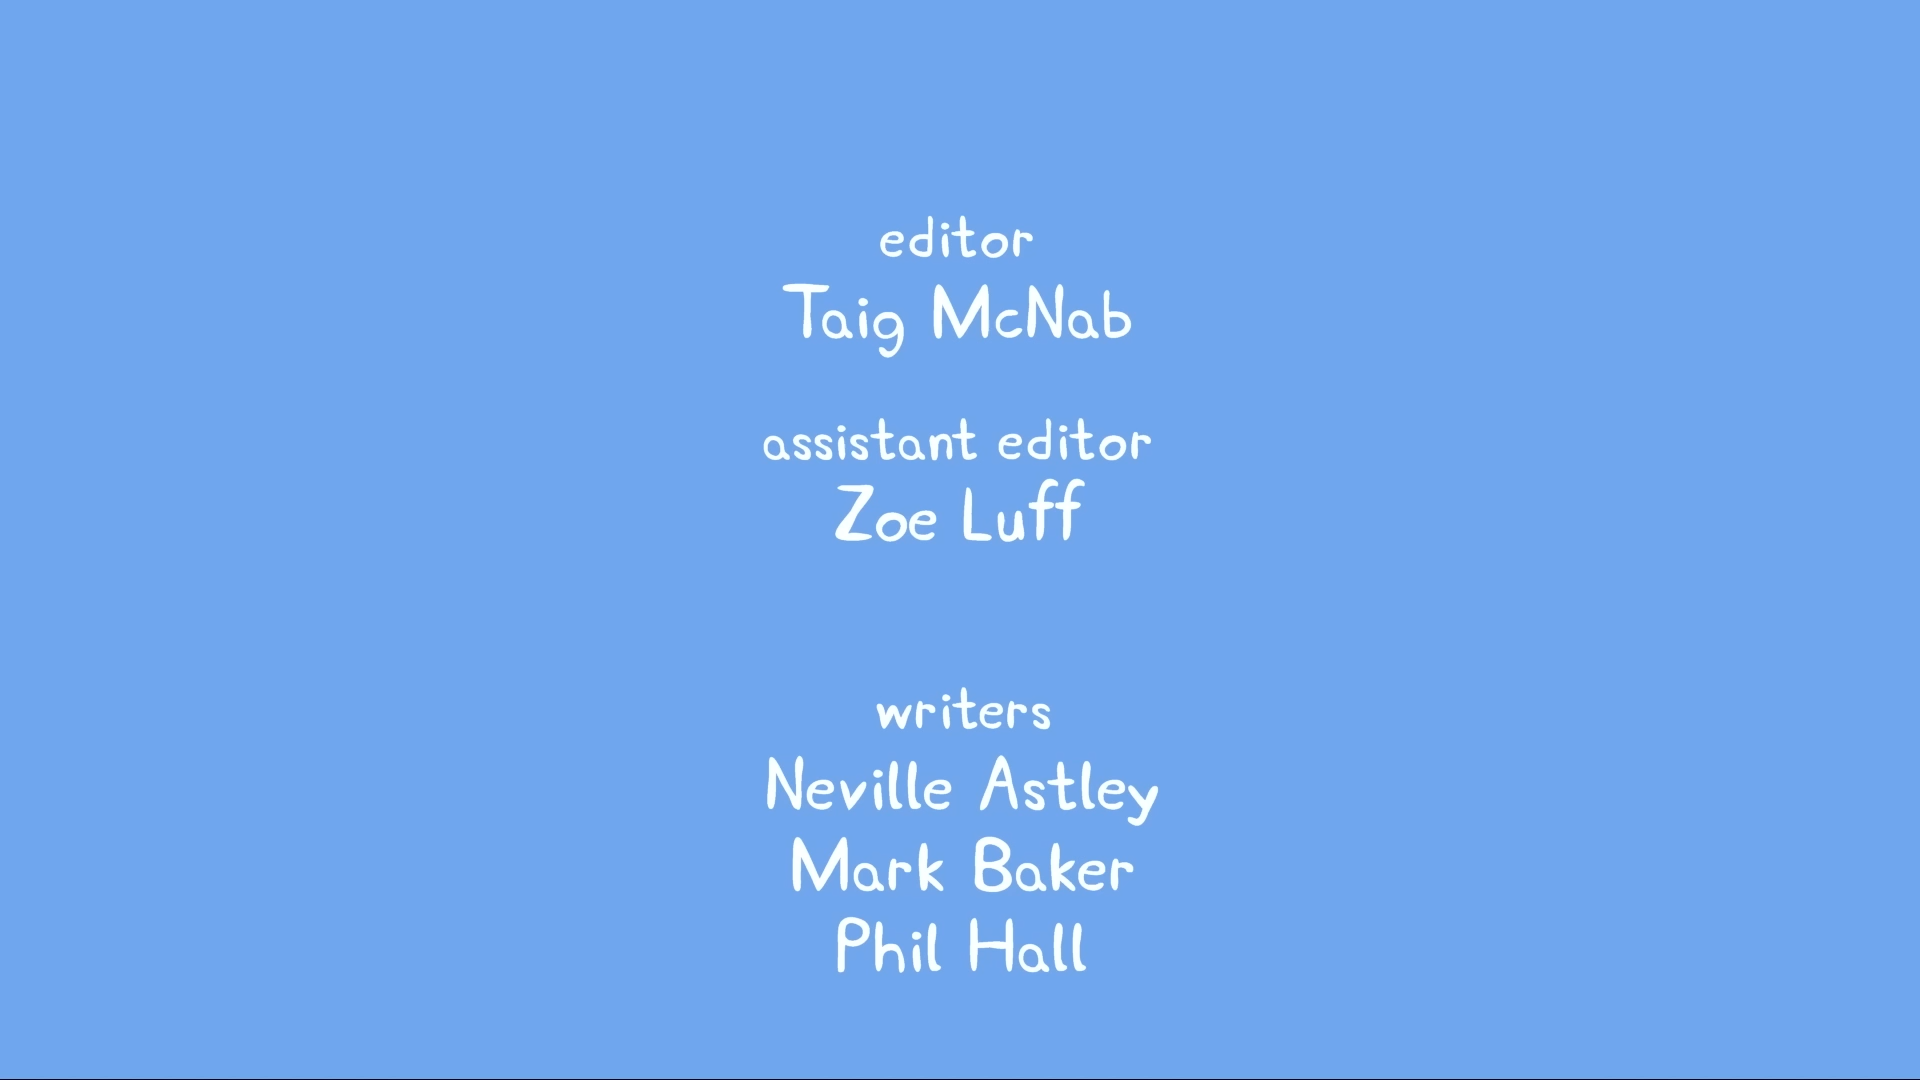 editor
Taig McNab
assistant editor
Zoe Luff
writers
Neville Astley
Mark Baker
Phil Hall